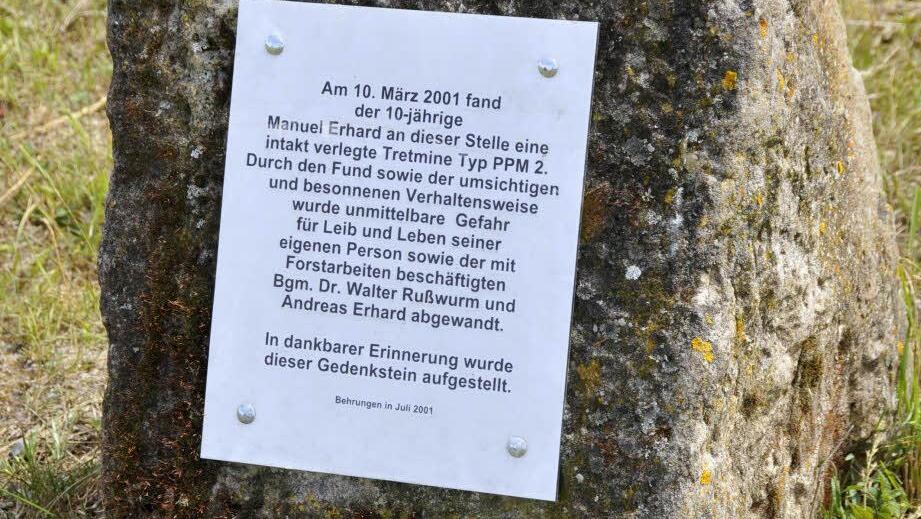 Am 10. März 2001 fand
der 10-jährige
Manuel Erhard an dieser Stelle eine
intakt verlegte Tretmine Typ PPM 2.
Durch den Fund sowie der umsichtigen
und besonnenen Verhaltensweise
wurde unmittelbare Gefahr
für Leib und Leben seiner
eigenen Person sowie der mit
Forstarbeiten beschäftigten
Bgm. Dr. Walter Rußwurm und
Andreas Erhard abgewandt.
In dankbarer Erinnerung wurde
dieser Gedenkstein aufgestellt.
Behrungen in Juli 2001